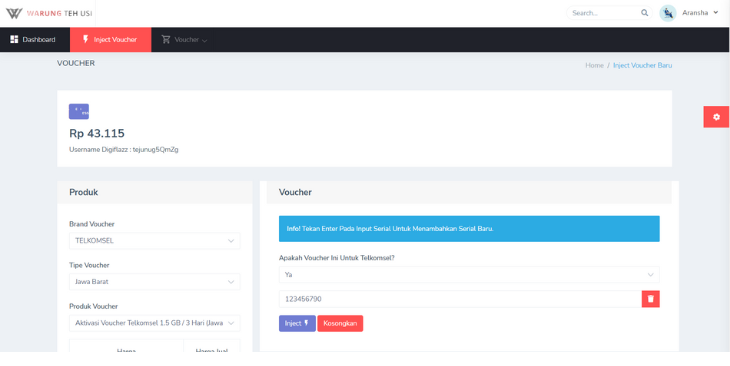 WARUNG TEH USI
Search...
Aransha
Dashboard
Inject Voucher
Voucher
VOUCHER
Home / Inject Voucher Baru
Rp 43.115
Username Digiflazz : tejunug5QmZg
Produk
Brand Voucher
TELKOMSEL
Tipe Voucher
Jawa Barat
Produk Voucher
Aktivasi Voucher Telkomsel 1.5 GB / 3 Hari (Jawa
Harga
Harga Jual
Voucher
Info! Tekan Enter Pada Input Serial Untuk Menambahkan Serial Baru.
Apakah Voucher Ini Untuk Telkomsel?
Ya
123456790
Inject
Kosongkan